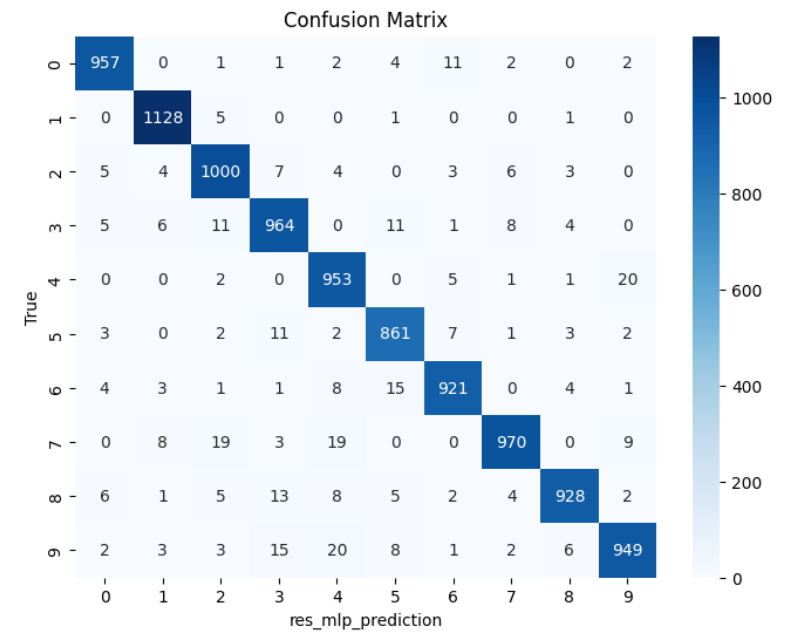 Confusion Matrix
True
0 957 0 1 1 2 4 11 2 0 2
1 0 1128 5 0 0 1 0 0 1 0
2 5 4 1000 7 4 0 3 6 3 0
3 5 6 11 964 0 11 1 8 4 0
4 0 0 2 0 953 0 5 1 1 20
5 3 0 2 11 2 861 7 1 3 2
6 4 3 1 1 8 15 921 0 4 1
7 0 8 19 3 19 0 0 970 0 9
8 6 1 5 13 8 5 2 4 928 2
9 2 3 3 15 20 8 1 2 6 949
0 1 2 3 4 5 6 7 8 9
res_mlp_prediction
1000
800
600
400
200
0